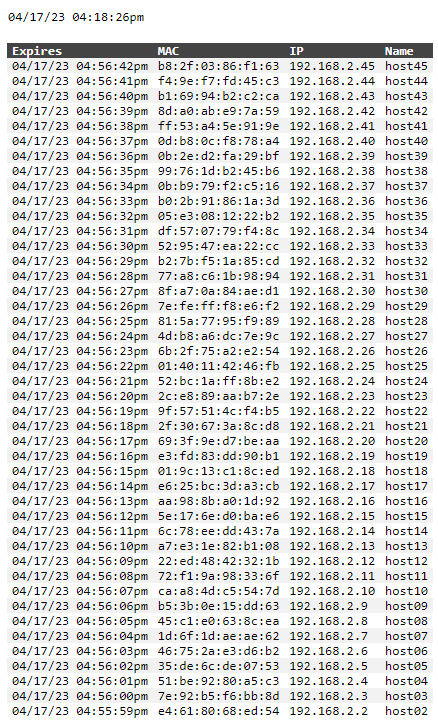 04/17/23 04:18:26pm
Expires MAC IP Name
04/17/23 04:56:42pm b8:2f:03:86:f1:63 192.168.2.45 host45
04/17/23 04:56:41pm f4:9e:f7:fd:45:c3 192.168.2.44 host44
04/17/23 04:56:40pm b1:69:94:b2:c2:ca 192.168.2.43 host43
04/17/23 04:56:39pm 8d:a0:ab:e9:7a:59 192.168.2.42 host42
04/17/23 04:56:38pm ff:53:a4:5e:91:9e 192.168.2.41 host41
04/17/23 04:56:37pm 0d:b8:0c:f8:78:a4 192.168.2.40 host40
04/17/23 04:56:36pm 0b:2e:d2:fa:29:bf 192.168.2.39 host39
04/17/23 04:56:35pm 99:76:1d:b2:45:b6 192.168.2.38 host38
04/17/23 04:56:34pm 0b:b9:79:f2:c5:16 192.168.2.37 host37
04/17/23 04:56:33pm b0:2b:91:86:1a:3d 192.168.2.36 host36
04/17/23 04:56:32pm 05:e3:08:12:22:b2 192.168.2.35 host35
04/17/23 04:56:31pm df:57:07:79:f4:8c 192.168.2.34 host34
04/17/23 04:56:30pm 52:95:47:ea:22:cc 192.168.2.33 host33
04/17/23 04:56:29pm b2:7b:f5:1a:85:cd 192.168.2.32 host32
04/17/23 04:56:28pm 77:a8:c6:1b:98:94 192.168.2.31 host31
04/17/23 04:56:27pm 8f:a7:0a:84:ae:d1 192.168.2.30 host30
04/17/23 04:56:26pm 7e:fe:ff:f8:e6:f2 192.168.2.29 host29
04/17/23 04:56:25pm 81:5a:77:95:f9:89 192.168.2.28 host28
04/17/23 04:56:24pm 4d:b8:a6:dc:7e:9c 192.168.2.27 host27
04/17/23 04:56:23pm 6b:2f:75:a2:e2:54 192.168.2.26 host26
04/17/23 04:56:22pm 01:40:11:42:46:fb 192.168.2.25 host25
04/17/23 04:56:21pm 52:bc:1a:ff:8b:e2 192.168.2.24 host24
04/17/23 04:56:20pm 2c:e8:89:aa:b7:2e 192.168.2.23 host23
04/17/23 04:56:19pm 9f:57:51:4c:f4:b5 192.168.2.22 host22
04/17/23 04:56:18pm 2f:30:67:3a:8c:d8 192.168.2.21 host21
04/17/23 04:56:17pm 69:3f:9e:d7:be:aa 192.168.2.20 host20
04/17/23 04:56:16pm e3:fd:83:dd:90:b1 192.168.2.19 host19
04/17/23 04:56:15pm 01:9c:13:c1:8c:ed 192.168.2.18 host18
04/17/23 04:56:14pm e6:25:bc:3d:a3:cb 192.168.2.17 host17
04/17/23 04:56:13pm aa:98:8b:a0:1d:92 192.168.2.16 host16
04/17/23 04:56:12pm 5e:17:6e:d0:ba:e6 192.168.2.15 host15
04/17/23 04:56:11pm 6c:78:ee:dd:43:7a 192.168.2.14 host14
04/17/23 04:56:10pm a7:e3:1e:82:b1:08 192.168.2.13 host13
04/17/23 04:56:09pm 22:ed:48:42:32:1b 192.168.2.12 host12
04/17/23 04:56:08pm 72:f1:9a:98:33:6f 192.168.2.11 host11
04/17/23 04:56:07pm ca:a8:4d:c5:54:7d 192.168.2.10 host10
04/17/23 04:56:06pm b5:3b:0e:15:dd:63 192.168.2.9 host09
04/17/23 04:56:05pm 45:c1:e0:63:8c:ea 192.168.2.8 host08
04/17/23 04:56:04pm 1d:6f:1d:ae:ae:62 192.168.2.7 host07
04/17/23 04:56:03pm 46:75:2a:e3:d6:b2 192.168.2.6 host06
04/17/23 04:56:02pm 35:de:6c:de:07:53 192.168.2.5 host05
04/17/23 04:56:01pm 51:be:92:80:a5:c3 192.168.2.4 host04
04/17/23 04:56:00pm 7e:92:b5:f6:bb:8d 192.168.2.3 host03
04/17/23 04:55:59pm e4:61:80:68:ed:54 192.168.2.2 host02